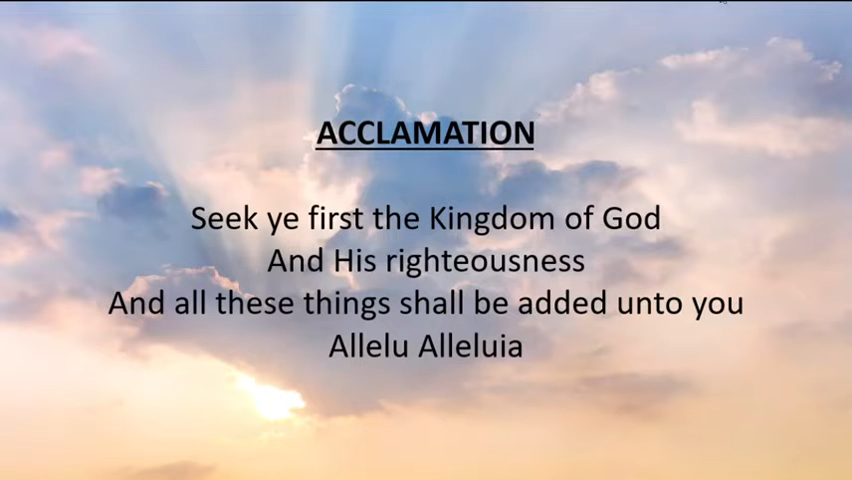 ACCLAMATION
Seek ye first the Kingdom of God
And His righteousness
And all these things shall be added unto you
Allelu Alleluia